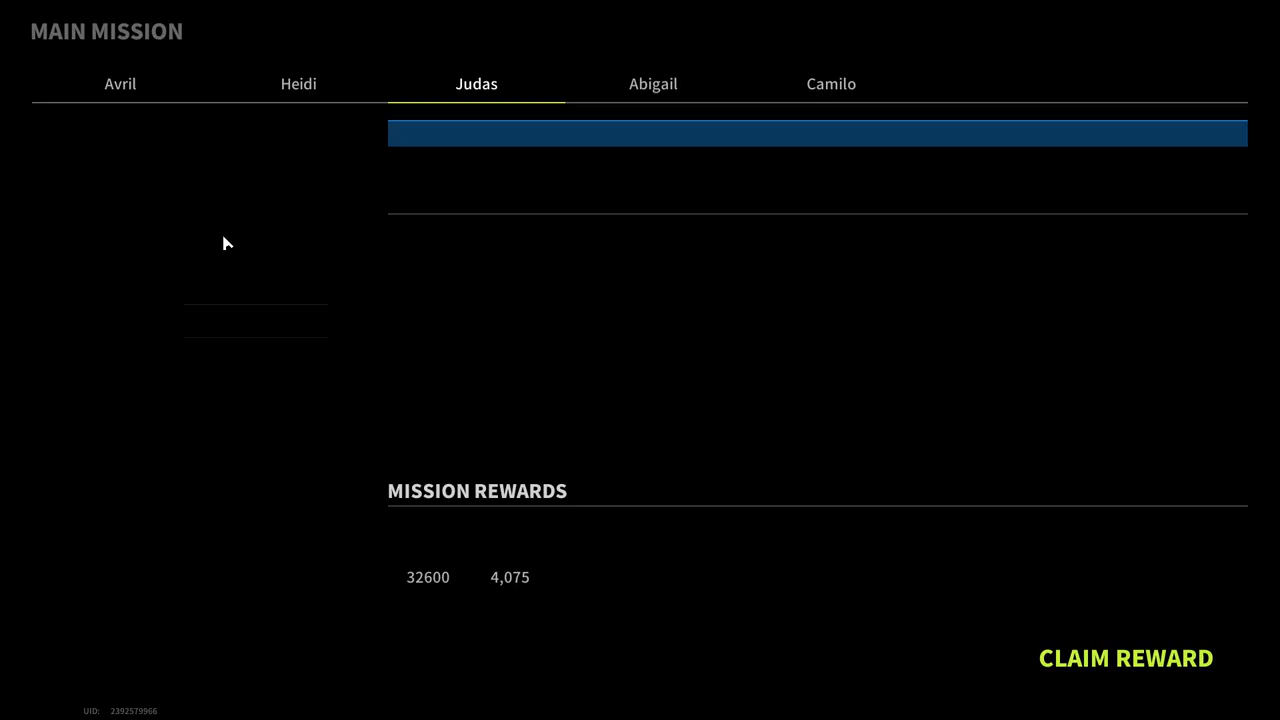 MAIN MISSION
Avril Heidi Judas Abigail Camilo
MISSION REWARDS
32600 4,075
CLAIM REWARD
UID: 2392579966